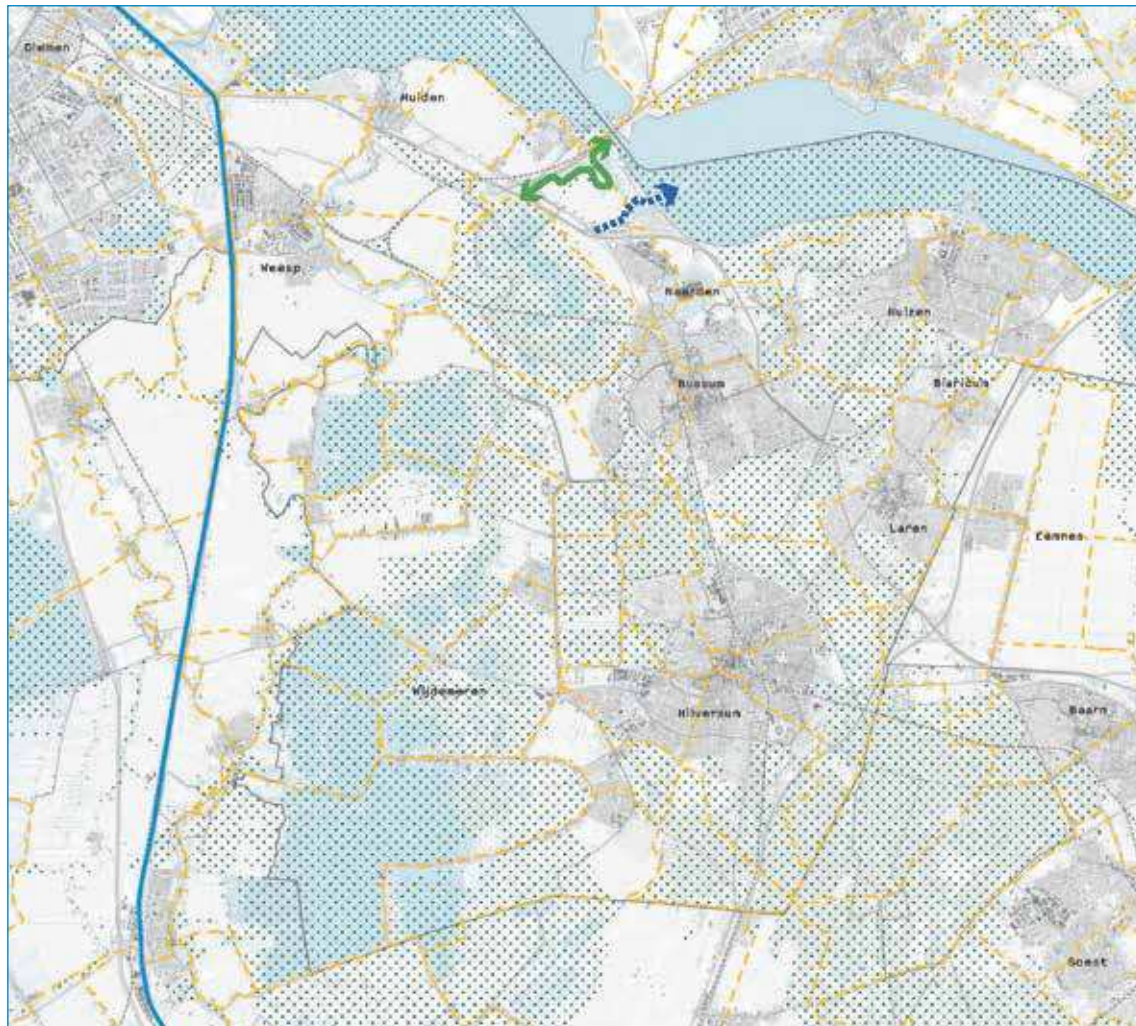 Diemen
Muiden
Weesp
Naarden
Huizen
Bussum
Blaricum
Laren
Eemnes
Wijdemeren
Hilversum
Baarn
Soest